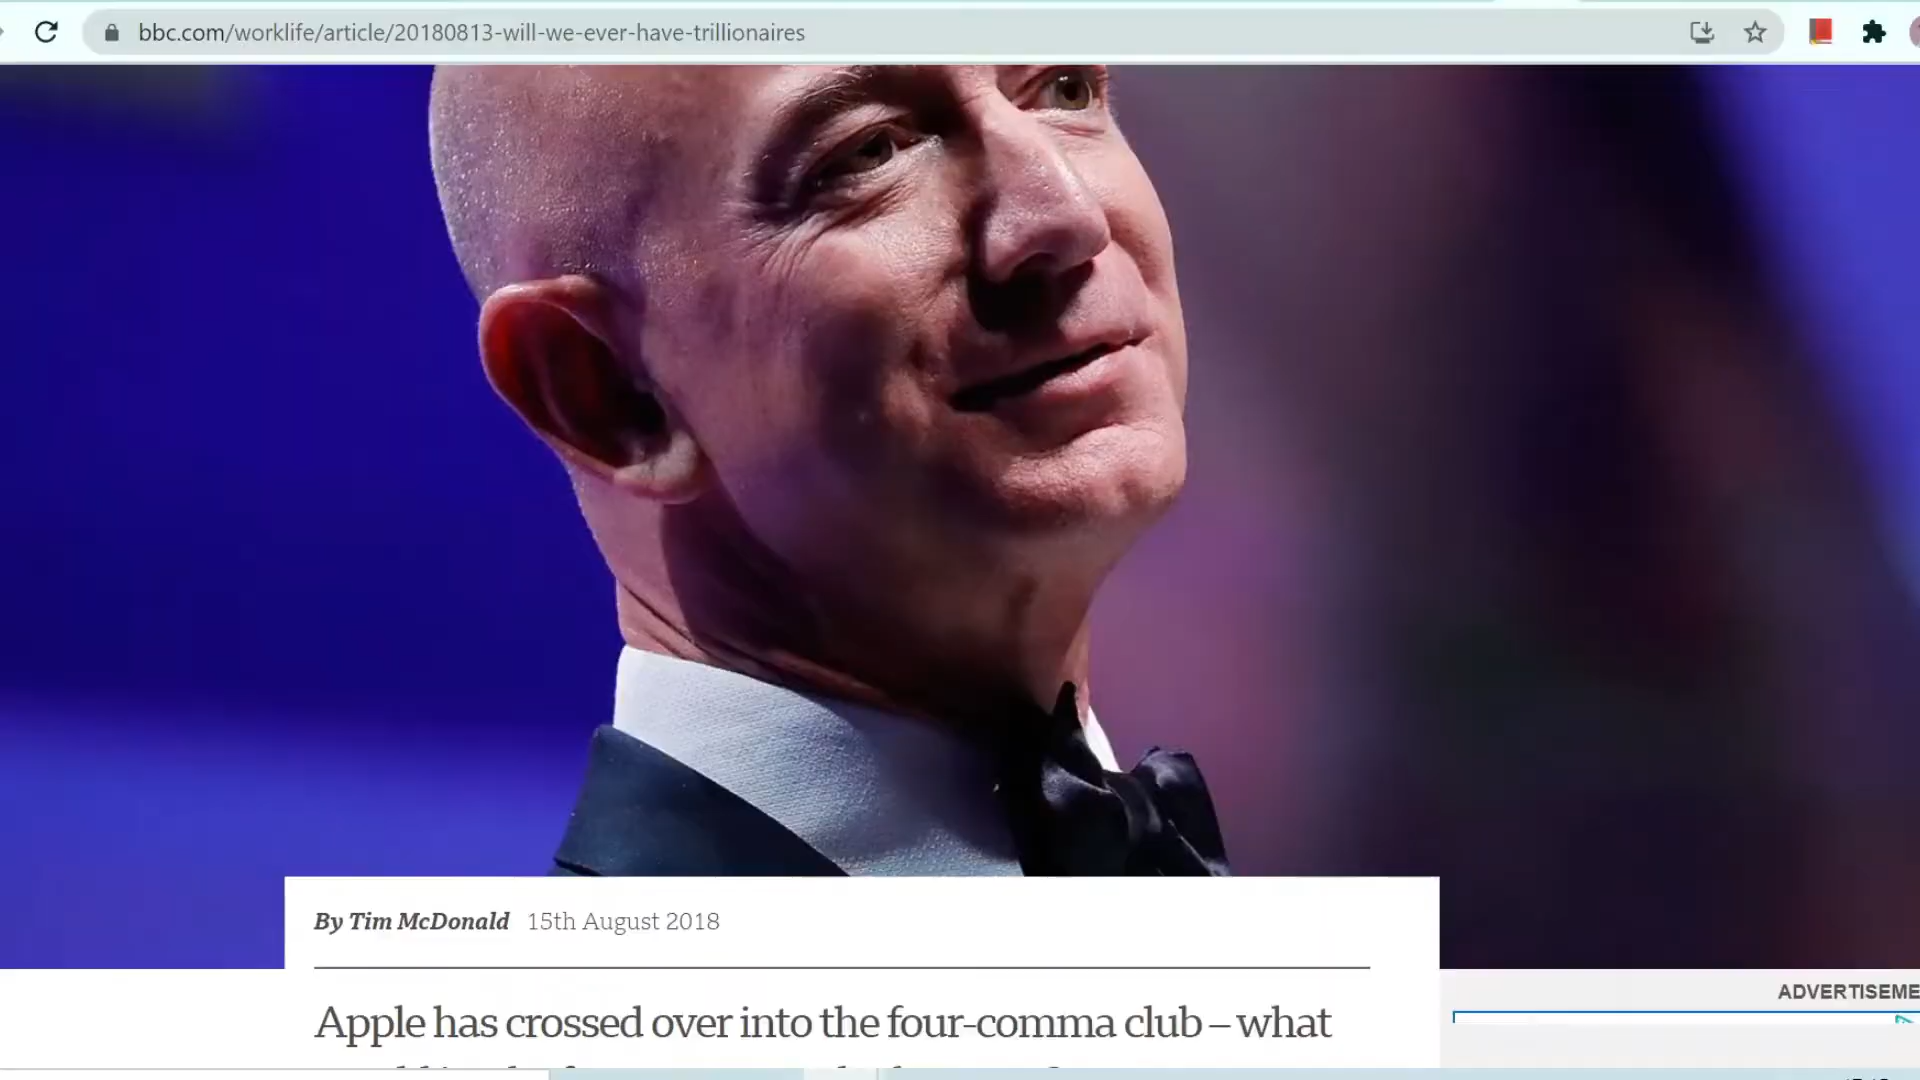 bbc.com/worklife/article/20180813-will-we-ever-have-trillionaires
By Tim McDonald 15th August 2018
Apple has crossed over into the four-comma club – what
ADVERTISEME